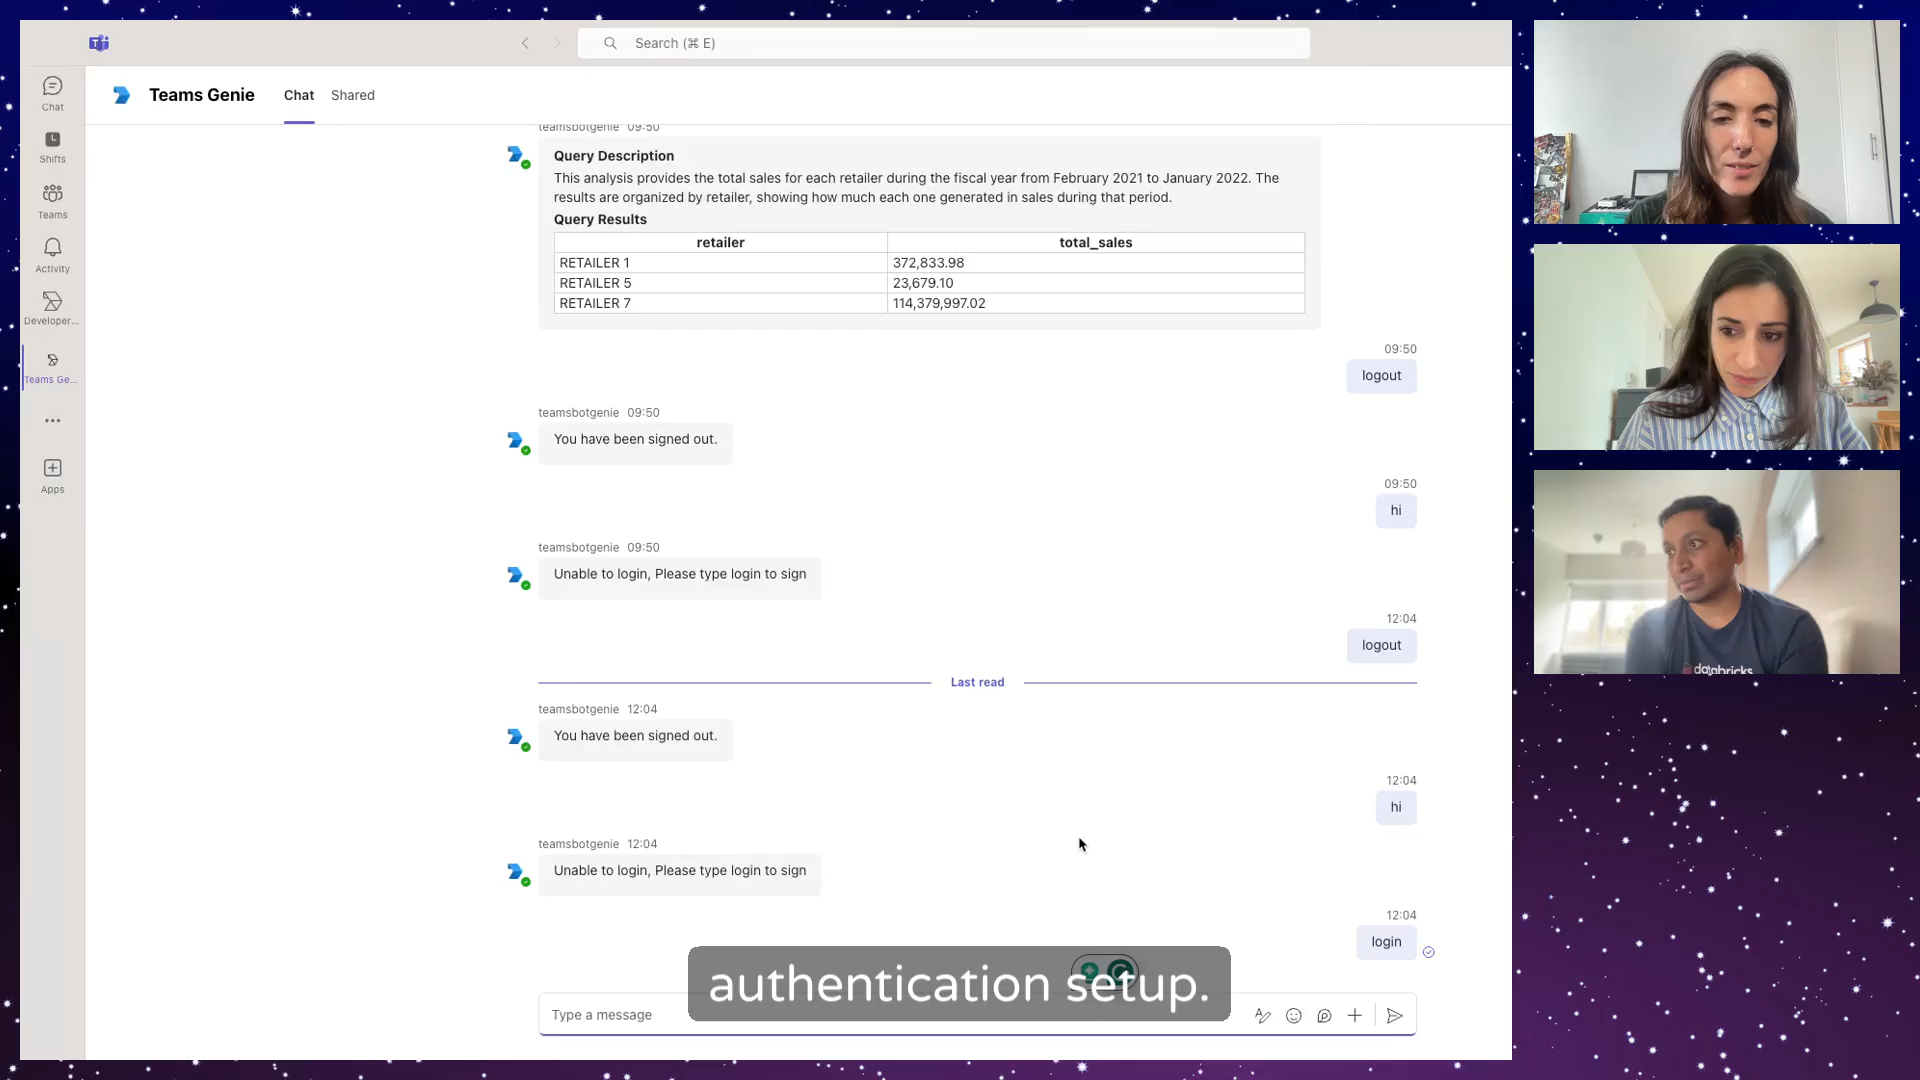 Search (⌘ E)
Chat
Shifts
Teams
Activity
Developer...
Teams Ge...
Apps
Teams Genie
Chat
Shared
teamsbotgenie 09:50
Query Description
This analysis provides the total sales for each retailer during the fiscal year from February 2021 to January 2022. The
results are organized by retailer, showing how much each one generated in sales during that period.
Query Results
retailer total_sales
RETAILER 1 372,833.98
RETAILER 5 23,679.10
RETAILER 7 114,379,997.02
09:50
logout
teamsbotgenie 09:50
You have been signed out.
09:50
hi
teamsbotgenie 09:50
Unable to login, Please type login to sign
12:04
logout
Last read
teamsbotgenie 12:04
You have been signed out.
12:04
hi
teamsbotgenie 12:04
Unable to login, Please type login to sign
12:04
login
authentication setup.
Type a message
databricks